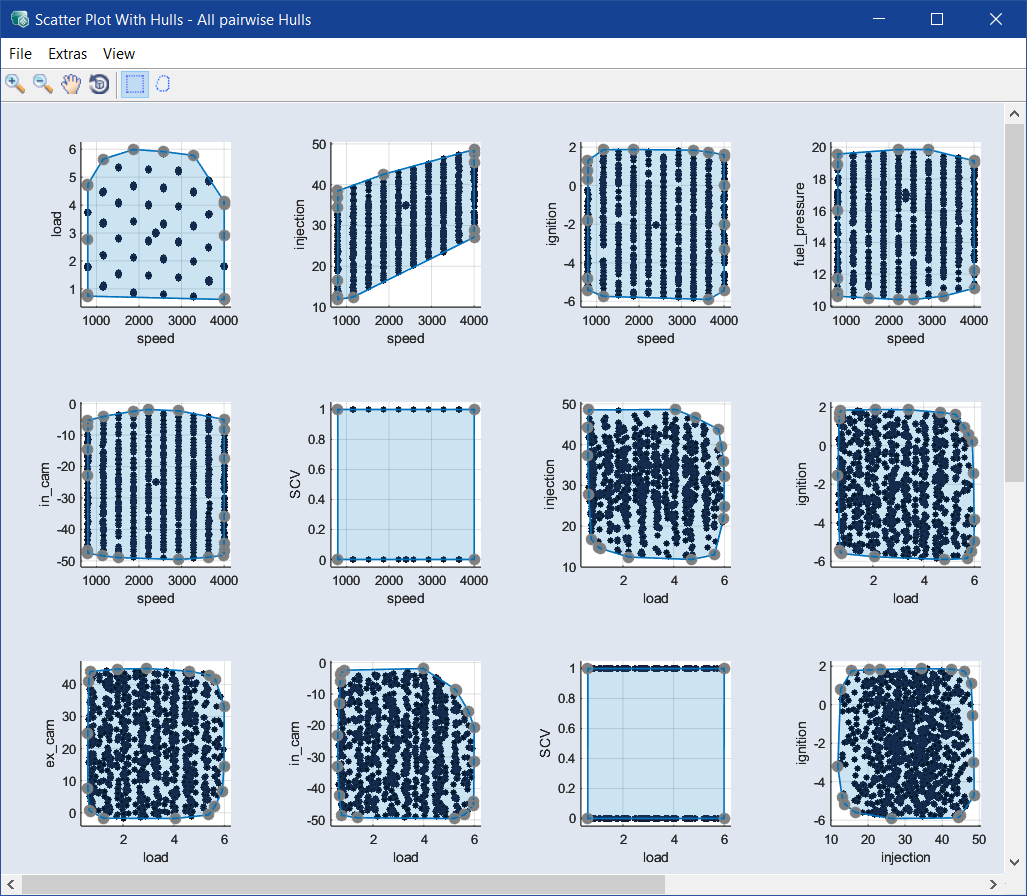 Scatter Plot With Hulls - All pairwise Hulls
File Extras View
6
5
4
3
2
1
load
1000 2000 3000 4000
speed
50
40
30
20
10
injection
1000 2000 3000 4000
speed
2
0
-2
-4
-6
ignition
1000 2000 3000 4000
speed
20
18
16
14
12
10
fuel_pressure
1000 2000 3000 4000
speed
0
-10
-20
-30
-40
-50
in_cam
1000 2000 3000 4000
speed
1
0.8
0.6
0.4
0.2
0
SCV
1000 2000 3000 4000
speed
50
40
30
20
10
injection
2 4 6
load
2
0
-2
-4
-6
ignition
2 4 6
load
40
30
20
10
0
ex_cam
2 4 6
load
0
-10
-20
-30
-40
-50
in_cam
2 4 6
load
1
0.8
0.6
0.4
0.2
0
SCV
2 4 6
load
2
0
-2
-4
-6
ignition
10 20 30 40 50
injection